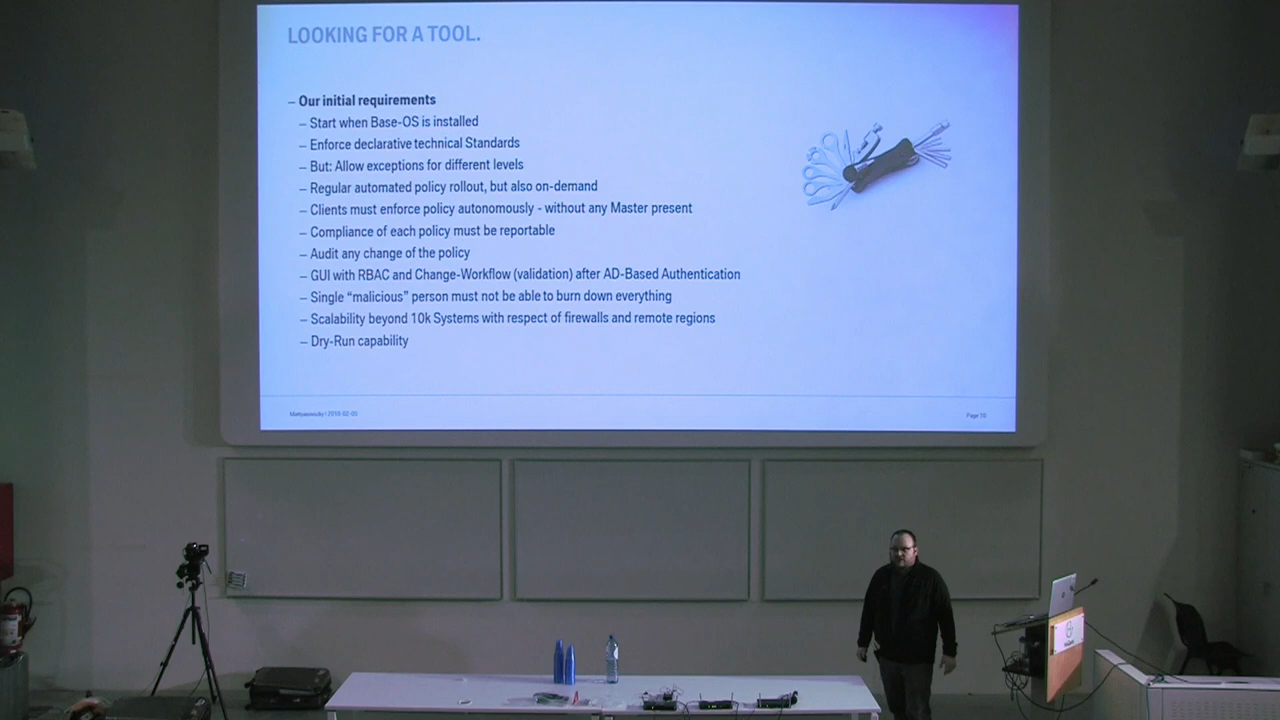 LOOKING FOR A TOOL.
– Our initial requirements
– Start when Base-OS is installed
– Enforce declarative technical Standards
– But: Allow exceptions for different levels
– Regular automated policy rollout, but also on-demand
– Clients must enforce policy autonomously - without any Master present
– Compliance of each policy must be reportable
– Audit any change of the policy
– GUI with RBAC and Change-Workflow (validation) after AD-Based Authentication
– Single “malicious” person must not be able to burn down everything
– Scalability beyond 10k Systems with respect of firewalls and remote regions
– Dry-Run capability
Page 10